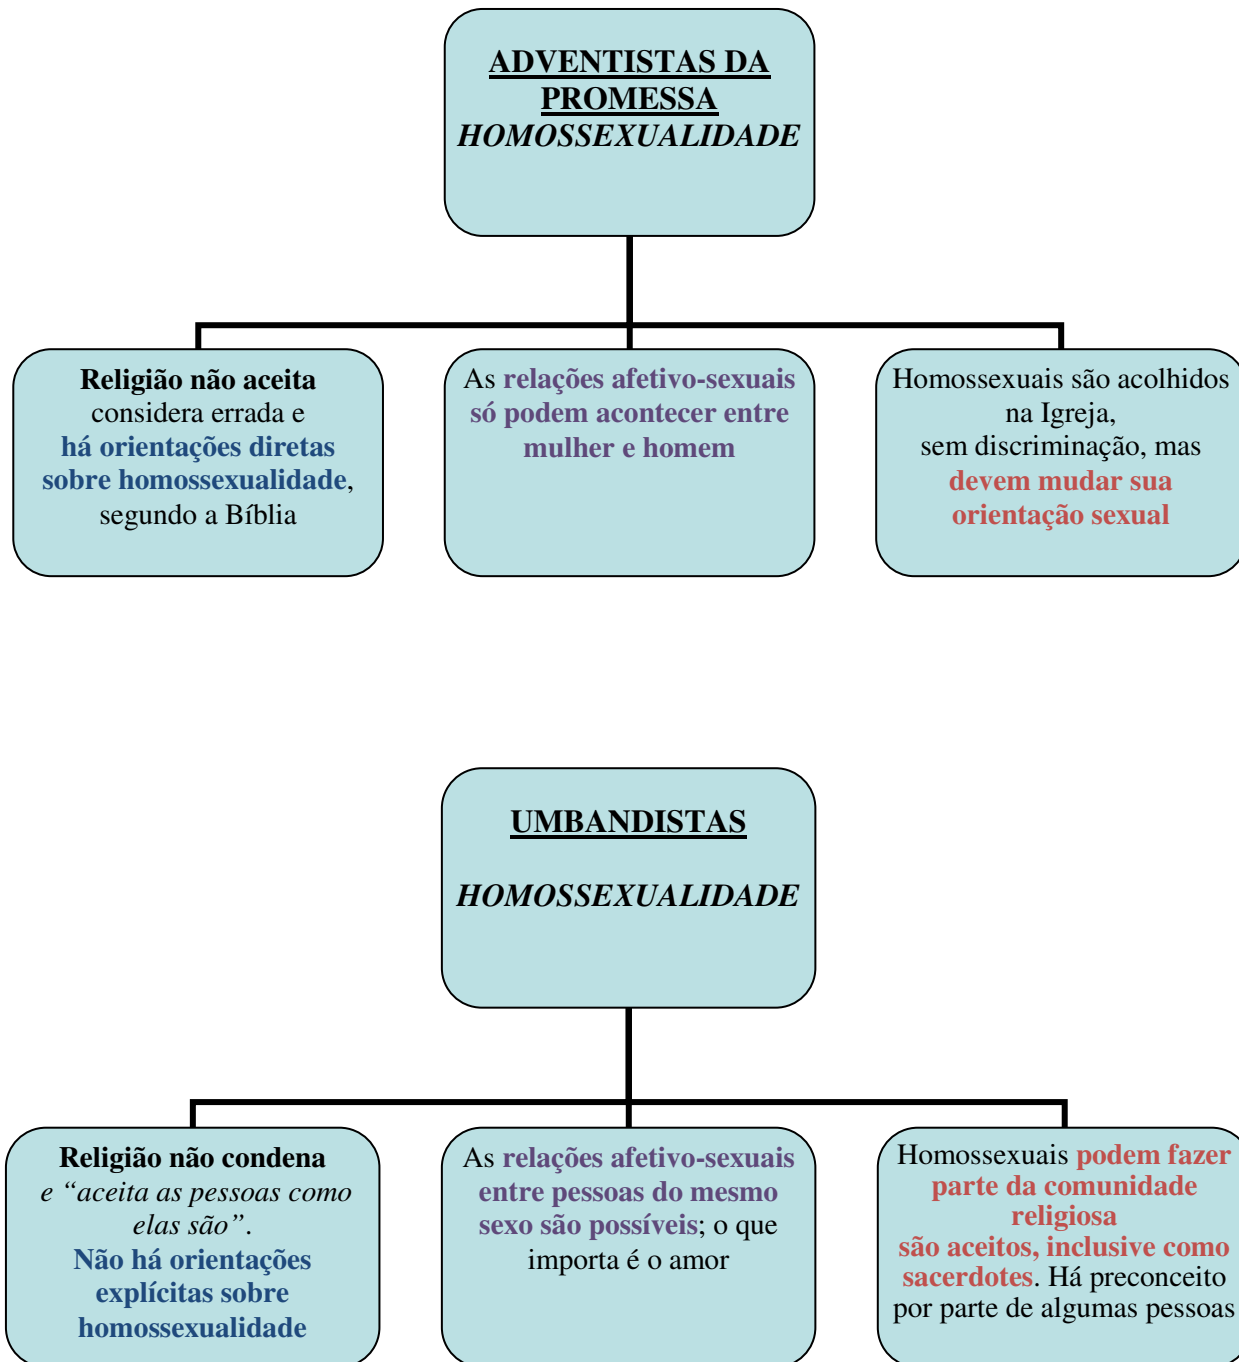 ADVENTISTAS DA
PROMESSA
HOMOSSEXUALIDADE
Religião não aceita
considera errada e
há orientações diretas
sobre homossexualidade,
segundo a Bíblia
As relações afetivo-sexuais
só podem acontecer entre
mulher e homem
Homossexuais são acolhidos
na Igreja,
sem discriminação, mas
devem mudar sua
orientação sexual
UMBANDISTAS
HOMOSSEXUALIDADE
Religião não condena
e “aceita as pessoas como
elas são”.
Não há orientações
explícitas sobre
homossexualidade
As relações afetivo-sexuais
entre pessoas do mesmo
sexo são possíveis; o que
importa é o amor
Homossexuais podem fazer
parte da comunidade
religiosa
são aceitos, inclusive como
sacerdotes. Há preconceito
por parte de algumas pessoas